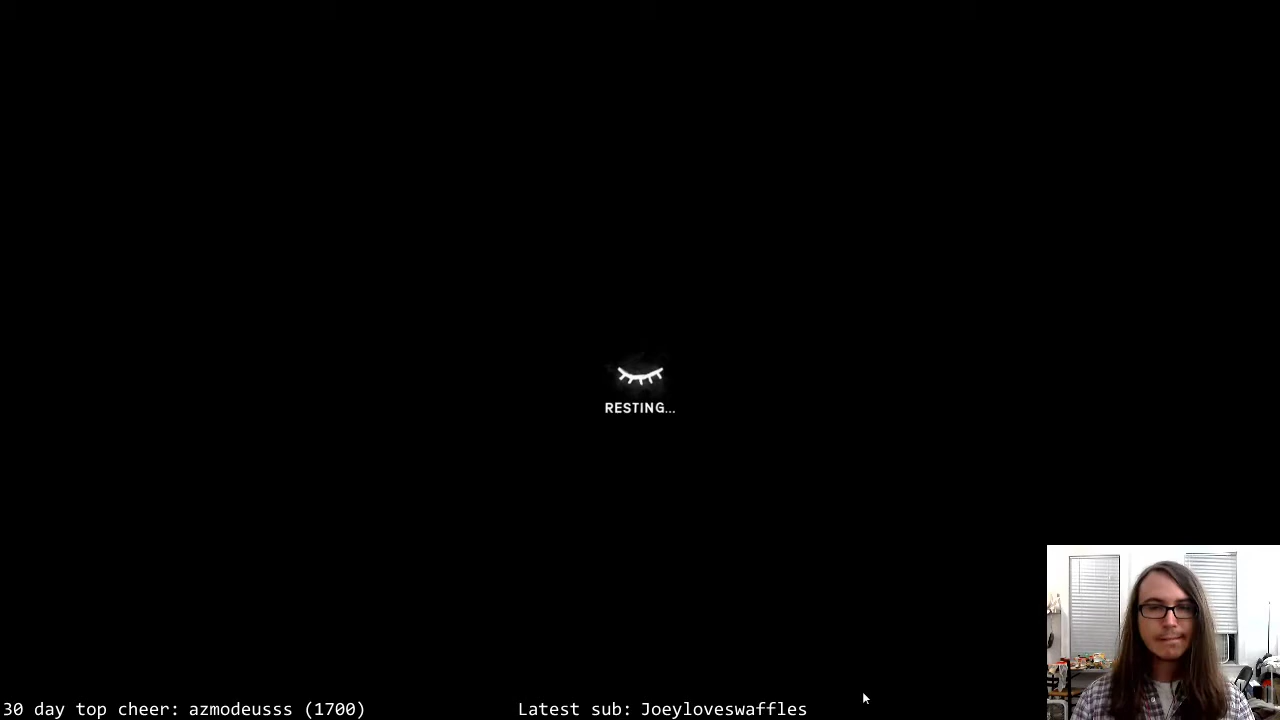 RESTING...
30 day top cheer: azmodeusss (1700)
Latest sub: Joeyloveswaffles